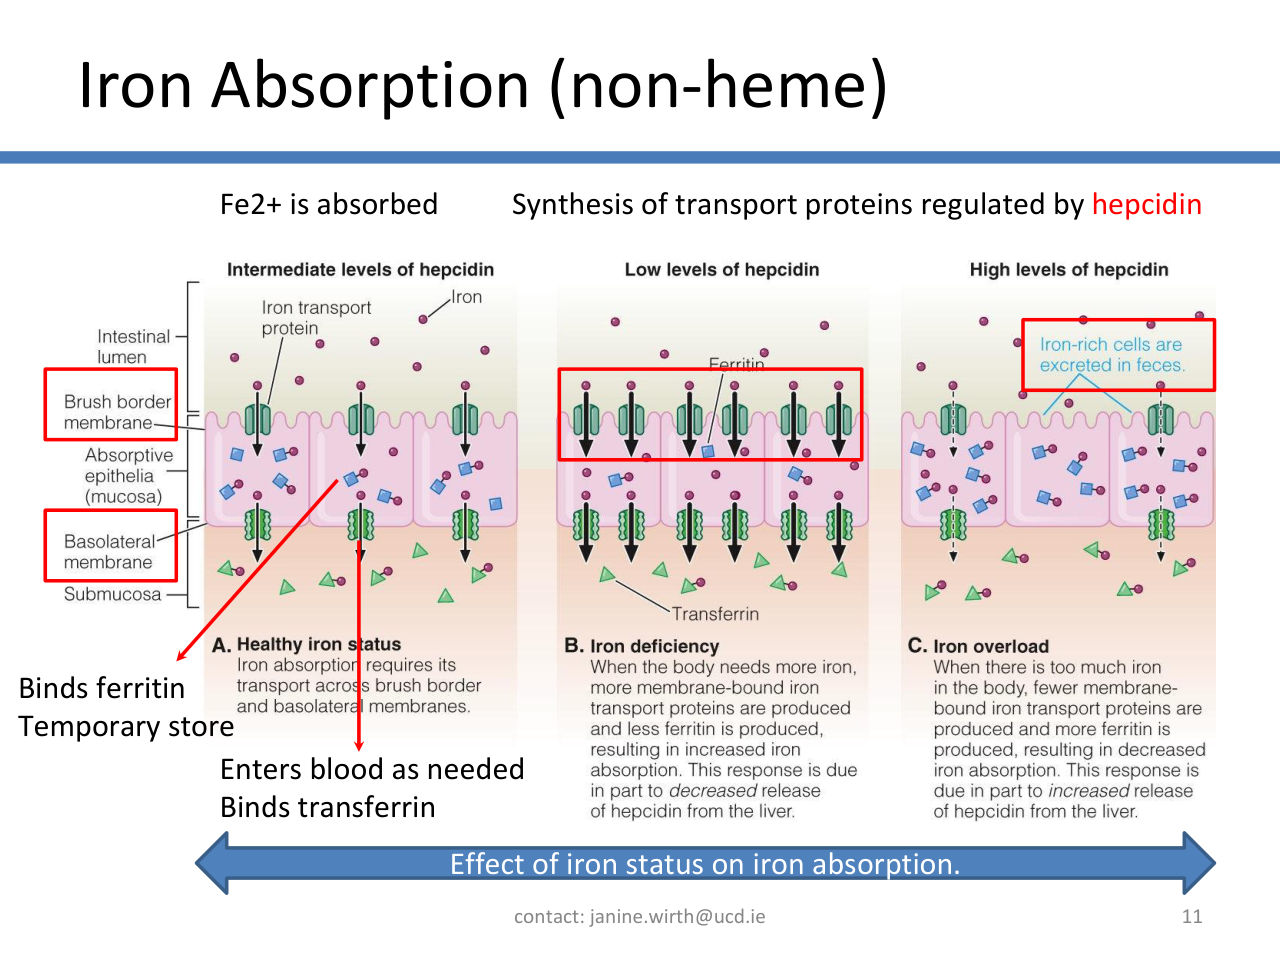 Iron Absorption (non-heme)
Fe2+ is absorbed
Synthesis of transport proteins regulated by hepcidin
Intermediate levels of hepcidin
Low levels of hepcidin
High levels of hepcidin
Iron
Iron transport
protein
Intestinal
lumen
Brush border
membrane
Absorptive
epithelia
(mucosa)
Basolateral
membrane
Submucosa
Ferritin
Transferrin
Iron-rich cells are
excreted in feces.
A. Healthy iron status
Iron absorption requires its
transport across brush border
and basolateral membranes.
B. Iron deficiency
When the body needs more iron,
more membrane-bound iron
transport proteins are produced
and less ferritin is produced,
resulting in increased iron
absorption. This response is due
in part to decreased release
of hepcidin from the liver.
C. Iron overload
When there is too much iron
in the body, fewer membrane-
bound iron transport proteins are
produced and more ferritin is
produced, resulting in decreased
iron absorption. This response is
due in part to increased release
of hepcidin from the liver.
Binds ferritin
Temporary store
Enters blood as needed
Binds transferrin
Effect of iron status on iron absorption.
contact: janine.wirth@ucd.ie
11